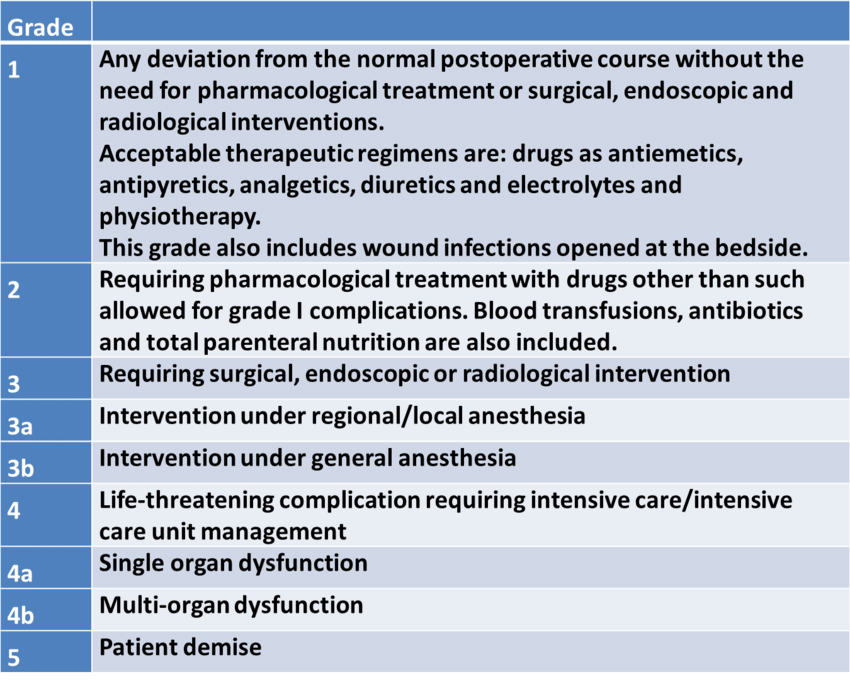 Grade
1
Any deviation from the normal postoperative course without the
need for pharmacological treatment or surgical, endoscopic and
radiological interventions.
Acceptable therapeutic regimens are: drugs as antiemetics,
antipyretics, analgetics, diuretics and electrolytes and
physiotherapy.
This grade also includes wound infections opened at the bedside.
2
Requiring pharmacological treatment with drugs other than such
allowed for grade I complications. Blood transfusions, antibiotics
and total parenteral nutrition are also included.
3
Requiring surgical, endoscopic or radiological intervention
3a
Intervention under regional/local anesthesia
3b
Intervention under general anesthesia
4
Life-threatening complication requiring intensive care/intensive
care unit management
4a
Single organ dysfunction
4b
Multi-organ dysfunction
5
Patient demise